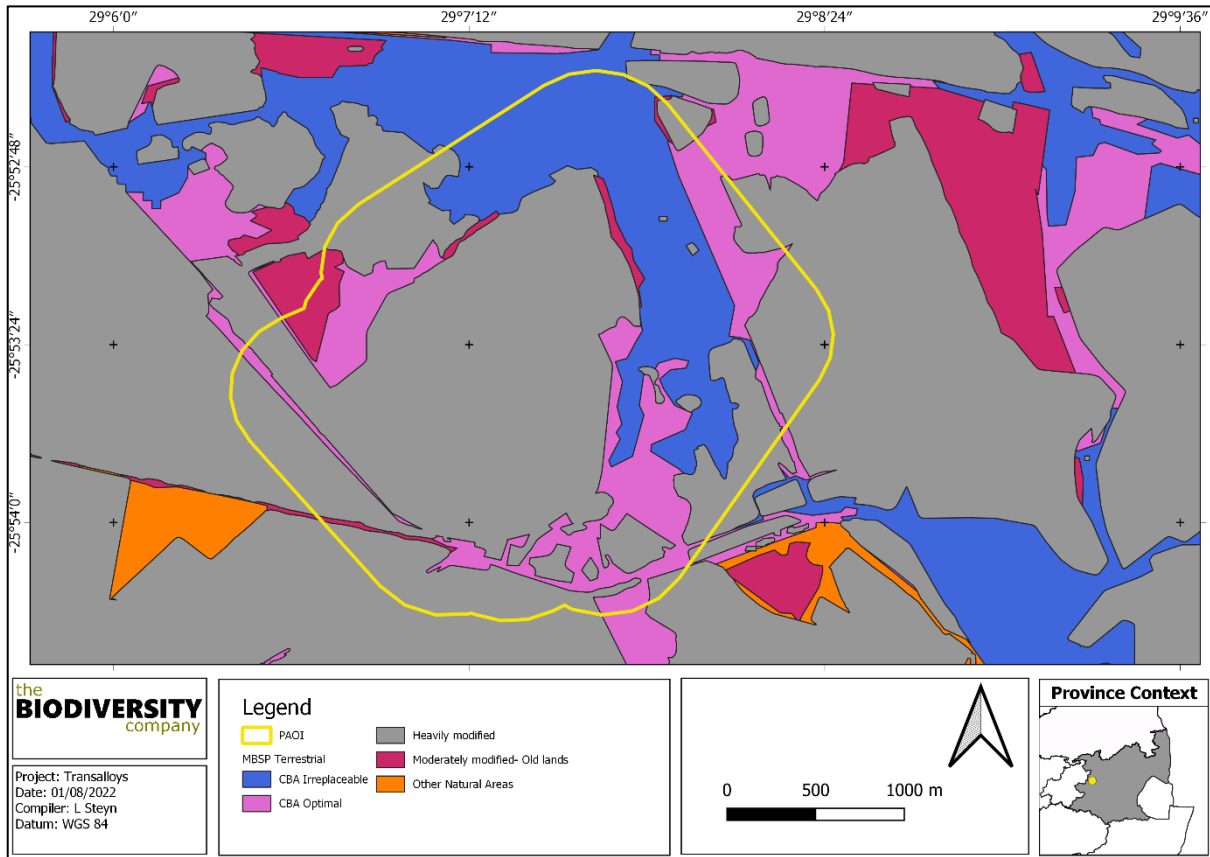 29°6′0″ 29°7′12″ 29°8′24″ 29°9′36″
-25°52′48″
-25°53′24″
-25°54′0″
the
BIODIVERSITY
company
Project: Transalloys
Date: 01/08/2022
Compiler: L Steyn
Datum: WGS 84
Legend
PAOI
MBSP Terrestrial
CBA Irreplaceable
CBA Optimal
Heavily modified
Moderately modified- Old lands
Other Natural Areas
0 500 1000 m
Province Context